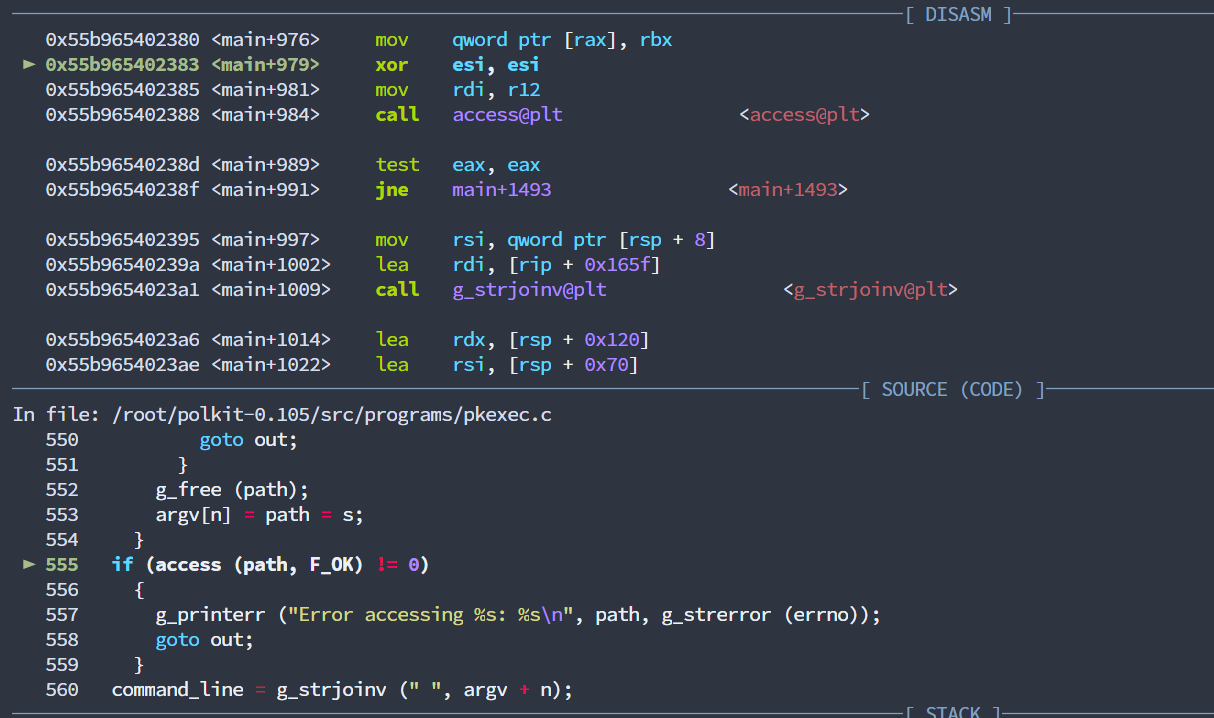 [ DISASM ]
0x55b965402380 <main+976> mov qword ptr [rax], rbx
► 0x55b965402383 <main+979> xor esi, esi
0x55b965402385 <main+981> mov rdi, r12
0x55b965402388 <main+984> call access@plt <access@plt>
0x55b96540238d <main+989> test eax, eax
0x55b96540238f <main+991> jne main+1493 <main+1493>
0x55b965402395 <main+997> mov rsi, qword ptr [rsp + 8]
0x55b96540239a <main+1002> lea rdi, [rip + 0x165f]
0x55b9654023a1 <main+1009> call g_strjoinv@plt <g_strjoinv@plt>
0x55b9654023a6 <main+1014> lea rdx, [rsp + 0x120]
0x55b9654023ae <main+1022> lea rsi, [rsp + 0x70]
[ SOURCE (CODE) ]
In file: /root/polkit-0.105/src/programs/pkexec.c
550 goto out;
551 }
552 g_free (path);
553 argv[n] = path = s;
554 }
► 555 if (access (path, F_OK) != 0)
556 {
557 g_printerr ("Error accessing %s: %s\n", path, g_strerror (errno));
558 goto out;
559 }
560 command_line = g_strjoinv (" ", argv + n);
[ STACK ]